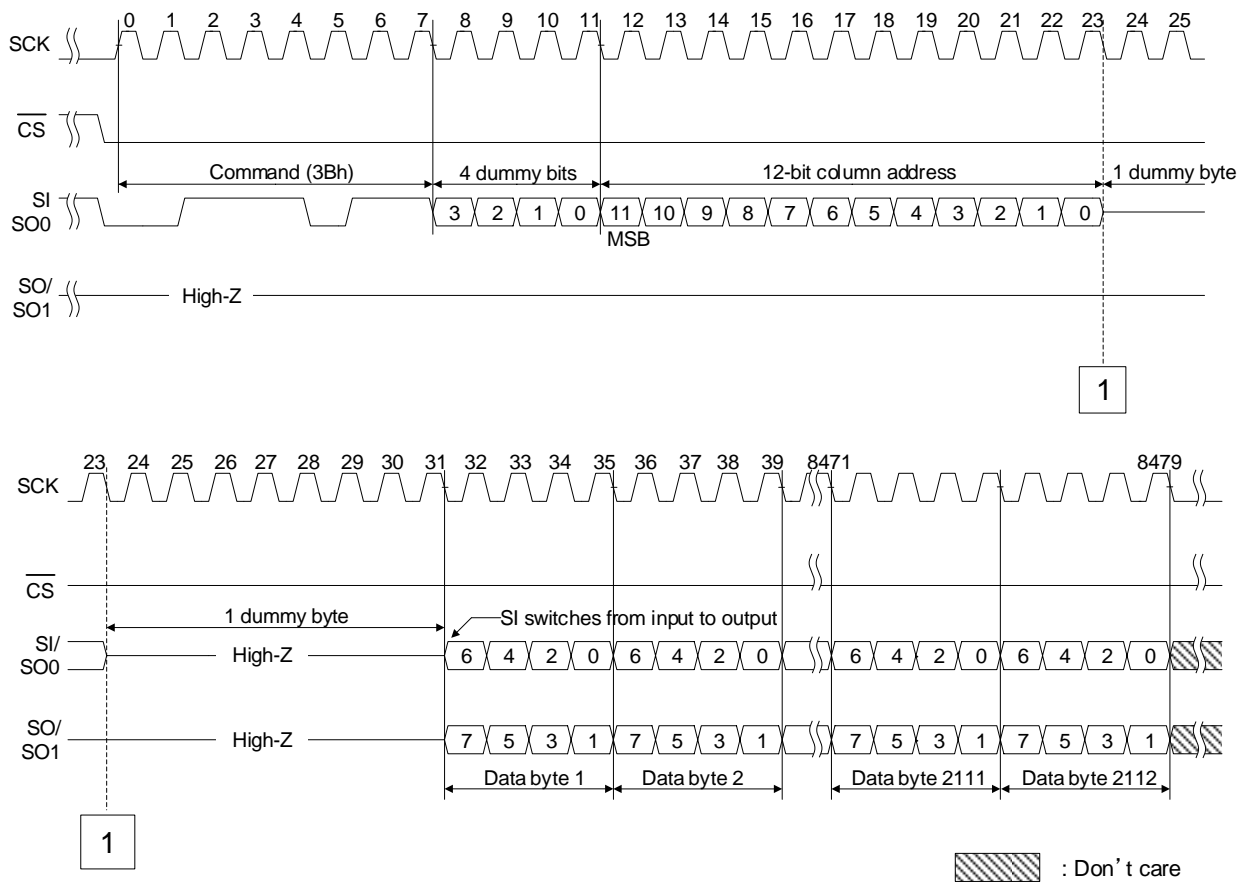 0 1 2 3 4 5 6 7 8 9 10 11 12 13 14 15 16 17 18 19 20 21 22 23 24 25
SCK
CS
Command (3Bh) 4 dummy bits 12-bit column address 1 dummy byte
SI
SO0
3 2 1 0 11 10 9 8 7 6 5 4 3 2 1 0
MSB
SO/
SO1
High-Z
1
23 24 25 26 27 28 29 30 31 32 33 34 35 36 37 38 39 8471 8479
SCK
CS
1 dummy byte
SI switches from input to output
SI/
SO0
High-Z
6 4 2 0 6 4 2 0 6 4 2 0 6 4 2 0
SO/
SO1
High-Z
7 5 3 1 7 5 3 1 7 5 3 1 7 5 3 1
Data byte 1 Data byte 2 Data byte 2111 Data byte 2112
1
: Don't care